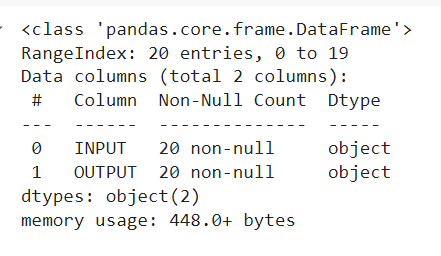 <class 'pandas.core.frame.DataFrame'>
RangeIndex: 20 entries, 0 to 19
Data columns (total 2 columns):
 #   Column  Non-Null Count  Dtype
---  ------  --------------  -----
 0   INPUT   20 non-null     object
 1   OUTPUT  20 non-null     object
dtypes: object(2)
memory usage: 448.0+ bytes